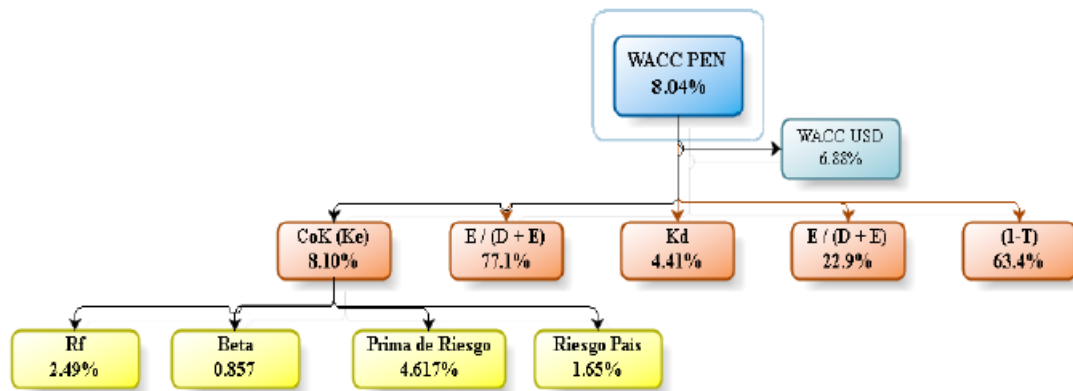 WACC PEN
8.04%
WACC USD
6.88%
CoK (Ke)
8.10%
E / (D + E)
77.1%
Kd
4.41%
E / (D + E)
22.9%
(1-T)
63.4%
Rf
2.49%
Beta
0.857
Prima de Riesgo
4.617%
Riesgo Pais
1.65%